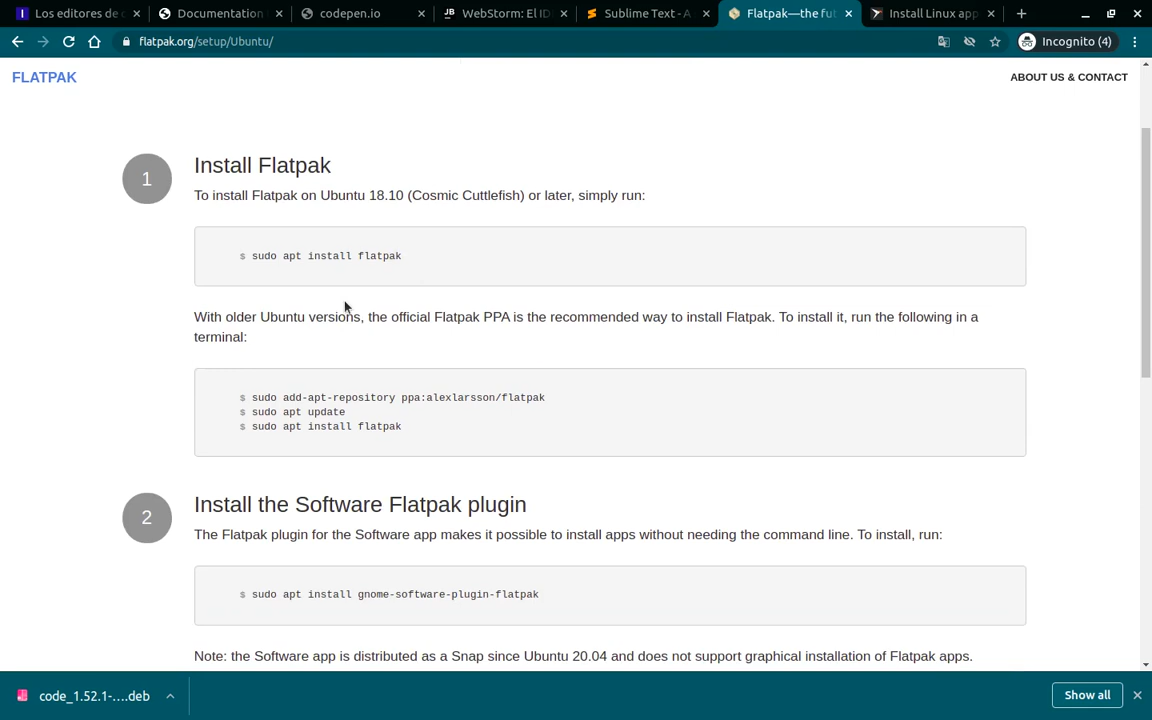 Los editores de c
Documentation
codepen.io
WebStorm: El ID
Sublime Text - A
Flatpak—the fut
Install Linux app
flatpak.org/setup/Ubuntu/
Incognito (4)
FLATPAK
ABOUT US & CONTACT
1
Install Flatpak
To install Flatpak on Ubuntu 18.10 (Cosmic Cuttlefish) or later, simply run:
$ sudo apt install flatpak
With older Ubuntu versions, the official Flatpak PPA is the recommended way to install Flatpak. To install it, run the following in a
terminal:
$ sudo add-apt-repository ppa:alexlarsson/flatpak
$ sudo apt update
$ sudo apt install flatpak
2
Install the Software Flatpak plugin
The Flatpak plugin for the Software app makes it possible to install apps without needing the command line. To install, run:
$ sudo apt install gnome-software-plugin-flatpak
Note: the Software app is distributed as a Snap since Ubuntu 20.04 and does not support graphical installation of Flatpak apps.
code_1.52.1-....deb
Show all